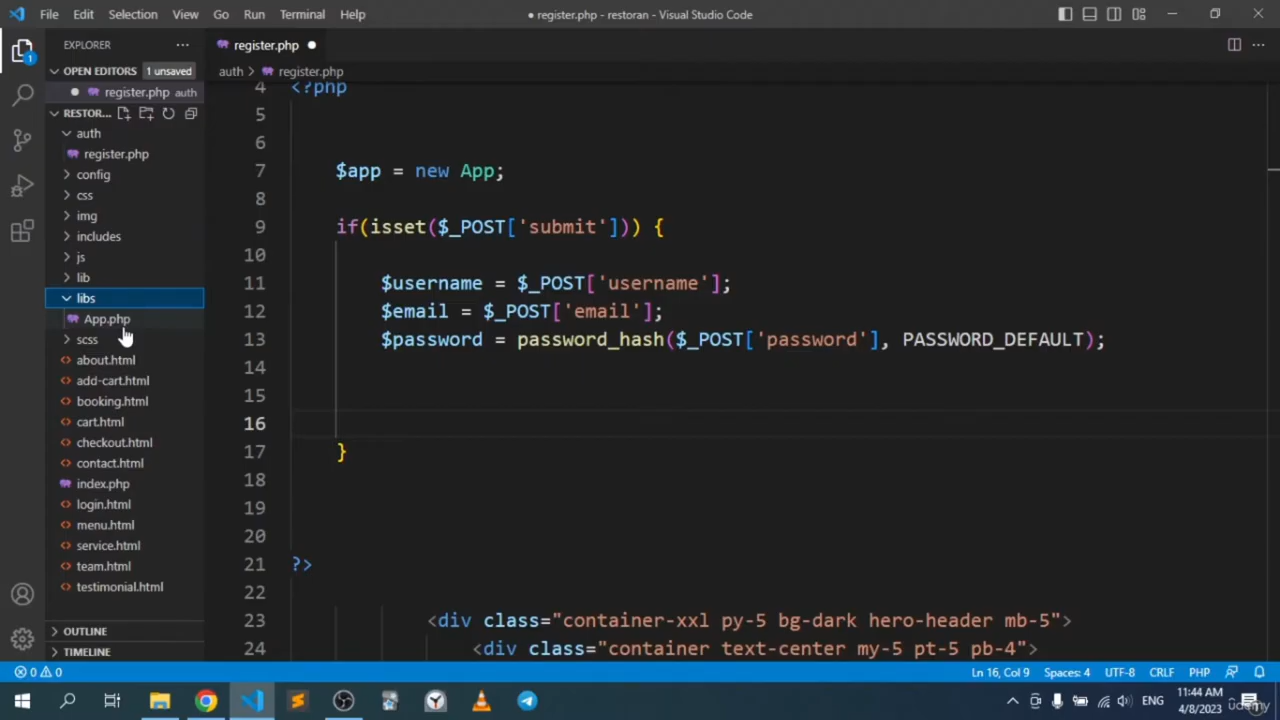 File Edit Selection View Go Run Terminal Help
● register.php - restoran - Visual Studio Code
EXPLORER
OPEN EDITORS 1 unsaved
register.php auth
RESTOR...
auth
register.php
config
css
img
includes
js
lib
libs
App.php
scss
about.html
add-cart.html
booking.html
cart.html
checkout.html
contact.html
index.php
login.html
menu.html
service.html
team.html
testimonial.html
OUTLINE
TIMELINE
1
register.php
auth > register.php
4 <?php
5
6
7 $app = new App;
8
9 if(isset($_POST['submit'])) {
10
11 $username = $_POST['username'];
12 $email = $_POST['email'];
13 $password = password_hash($_POST['password'], PASSWORD_DEFAULT);
14
15
16
17 }
18
19
20
21 ?>
22
23 <div class="container-xxl py-5 bg-dark hero-header mb-5">
24 <div class="container text-center my-5 pt-5 pb-4">
0 0 Ln 16, Col 9 Spaces: 4 UTF-8 CRLF PHP
ENG 11:44 AM
4/8/2023
udemy